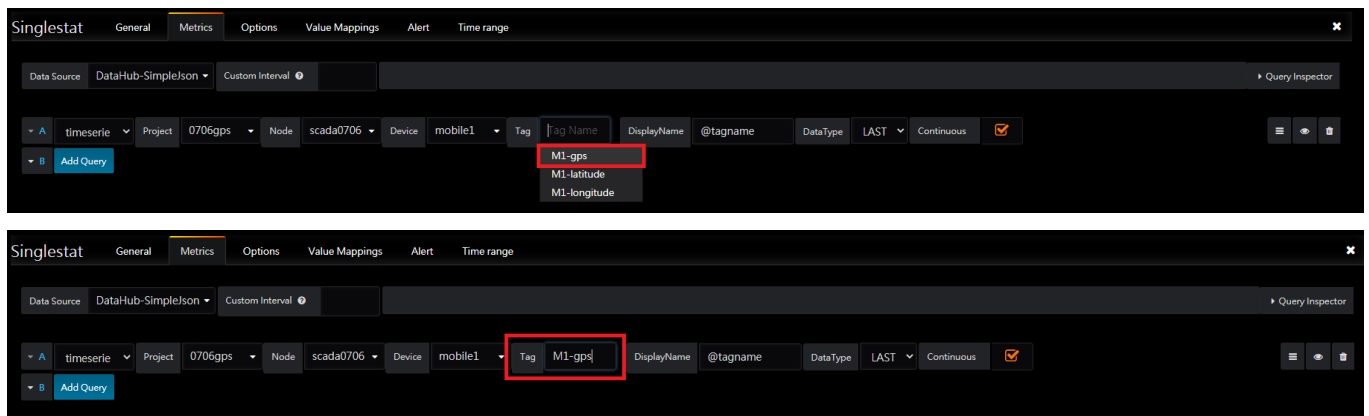 Singlestat General Metrics Options Value Mappings Alert Time range
Data Source DataHub-SimpleJson Custom Interval Query Inspector
A timeserie Project 0706gps Node scada0706 Device mobile1 Tag Tag Name DisplayName @tagname DataType LAST Continuous
M1-gps
B Add Query
M1-latitude
M1-longitude
Singlestat General Metrics Options Value Mappings Alert Time range
Data Source DataHub-SimpleJson Custom Interval Query Inspector
A timeserie Project 0706gps Node scada0706 Device mobile1 Tag M1-gps DisplayName @tagname DataType LAST Continuous
B Add Query